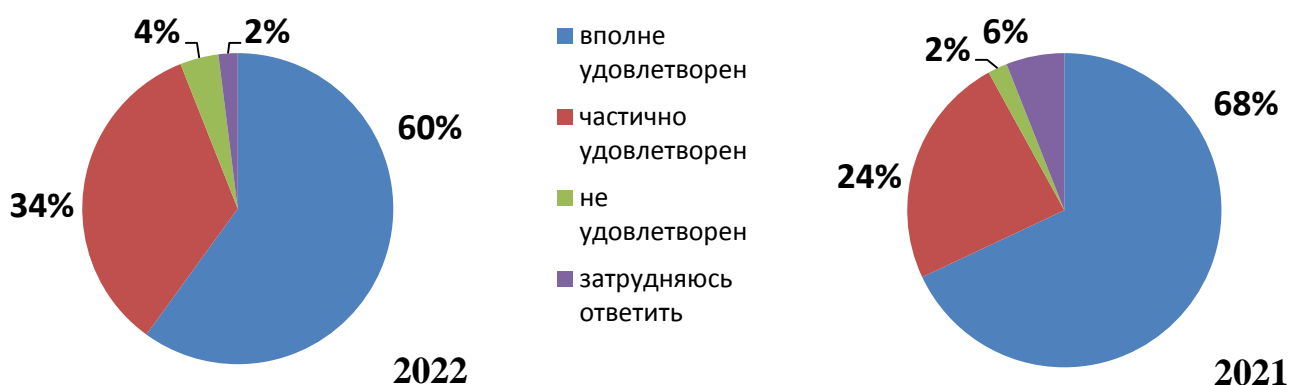 4%
2%
60%
34%
2022
вполне
удовлетворен
частично
удовлетворен
не
удовлетворен
затрудняюсь
ответить
6%
2%
68%
24%
2021